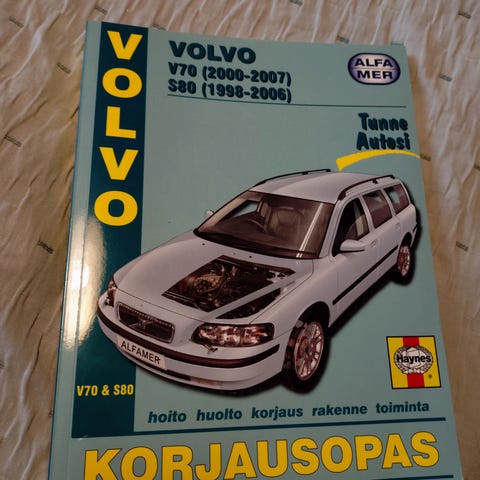 VOLVO
VOLVO
V70 (2000-2007)
S80 (1998-2006)
ALFA
MER
Tunne
Autosi
ALFAMER
Haynes
V70 & S80
hoito huolto korjaus rakenne toiminta
KORJAUSOPAS